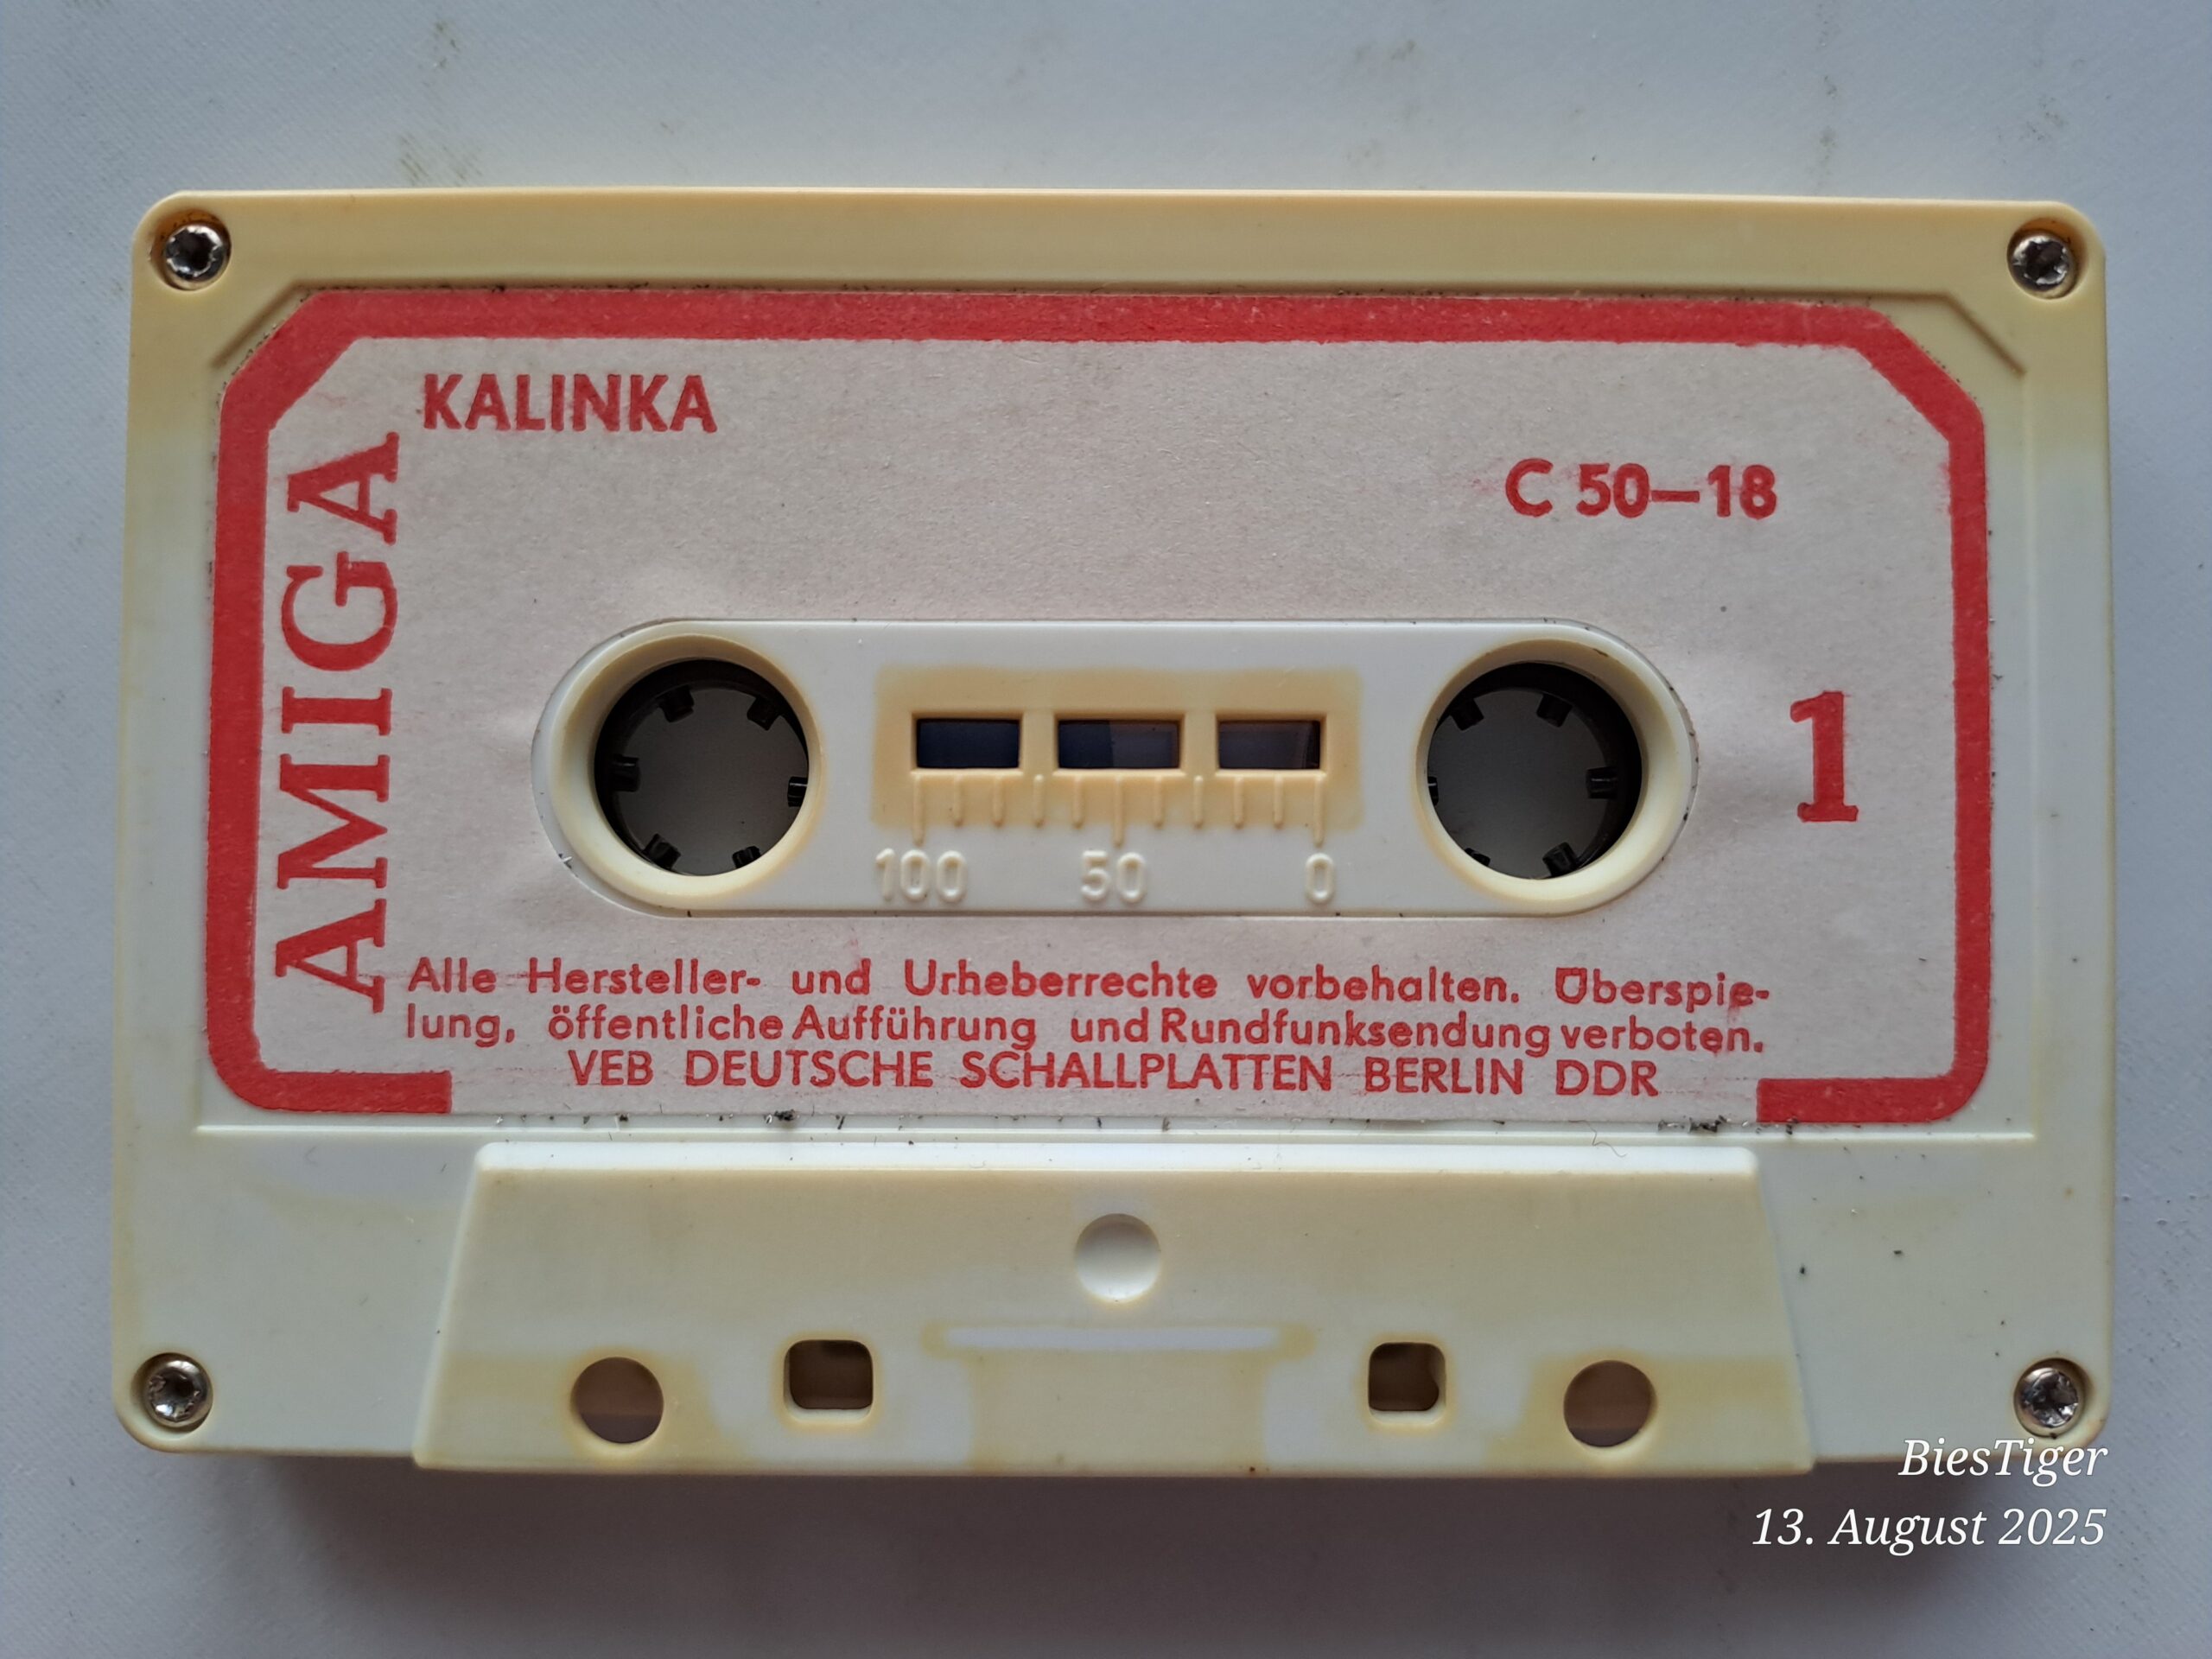 KALINKA
C 50–18
AMIGA
1
100 50 0
Alle Hersteller- und Urheberrechte vorbehalten. Überspie-
lung, öffentliche Aufführung und Rundfunksendung verboten.
VEB DEUTSCHE SCHALLPLATTEN BERLIN DDR
BiesTiger
13. August 2025